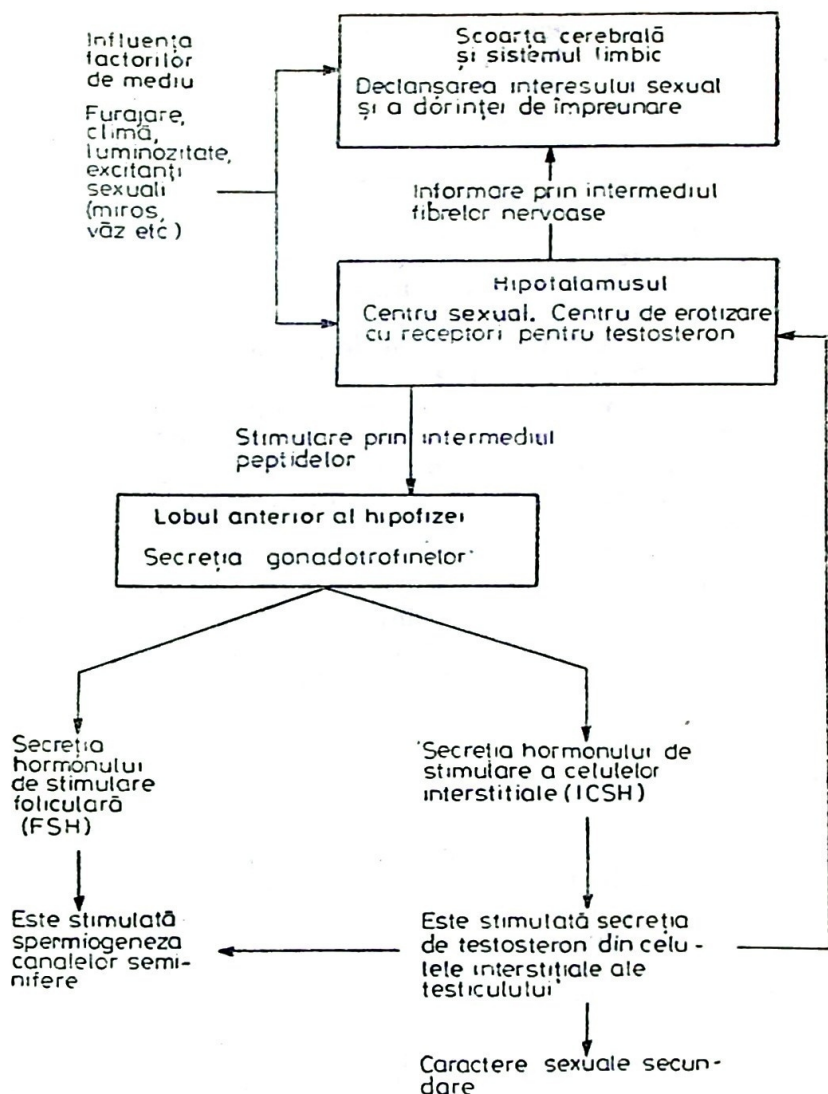 Influența
factorilor
de mediu
Furajare,
climă,
luminozitate,
excitanți
sexuali
(miros,
văz etc)
Scoarța cerebrală
și sistemul limbic
Declanșarea interesului sexual
și a dorinței de împreunare
Informare prin intermediul
fibrelor nervoase
Hipotalamusul
Centru sexual. Centru de erotizare
cu receptori pentru testosteron
Stimulare prin intermediul
peptidelor
Lobul anterior al hipofizei
Secreția gonadotrofinelor
Secreția
hormonului
de stimulare
foliculară
(FSH)
Secreția hormonului de
stimulare a celulelor
interstitiale (ICSH)
Este stimulată
spermiogeneza
canalelor semi-
nifere
Este stimulată secreția
de testosteron din celu-
lele interstițiale ale
testiculului
Caractere sexuale secun-
dare